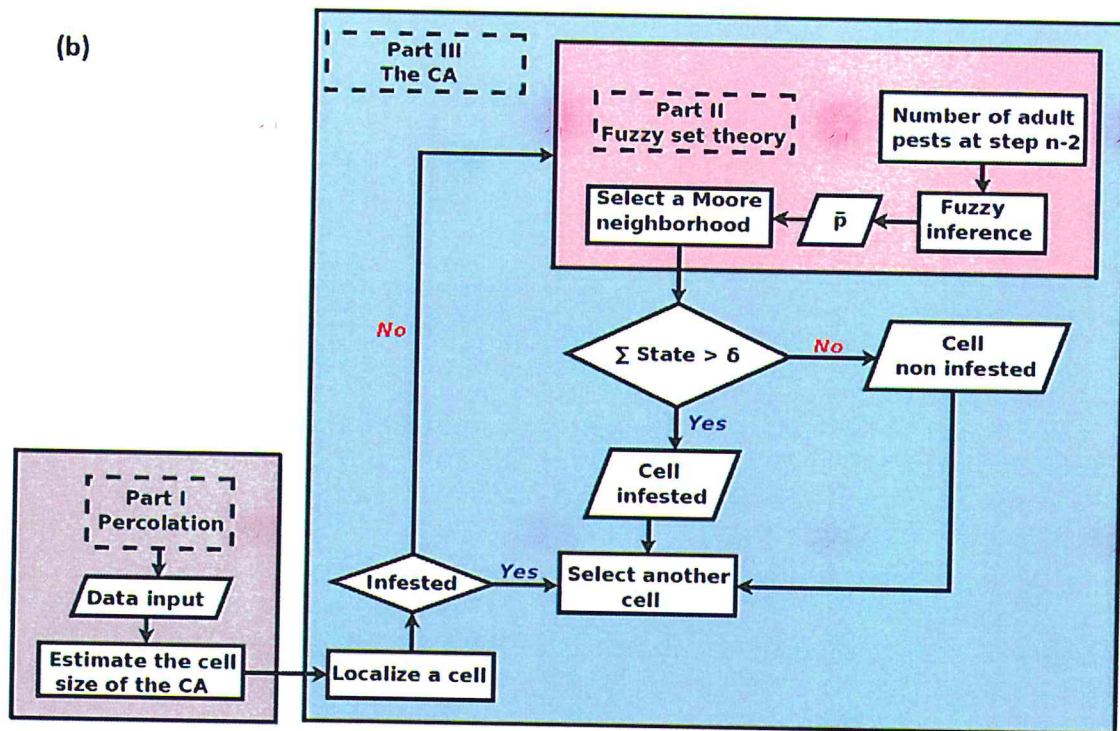 (b)
Part III
The CA
Part II
Fuzzy set theory
Number of adult
pests at step n-2
Select a Moore
neighborhood
p̄
Fuzzy
inference
No
∑ State > δ
No
Cell
non infested
Yes
Cell
infested
Part I
Percolation
Data input
Estimate the cell
size of the CA
Infested
Yes
Select another
cell
Localize a cell